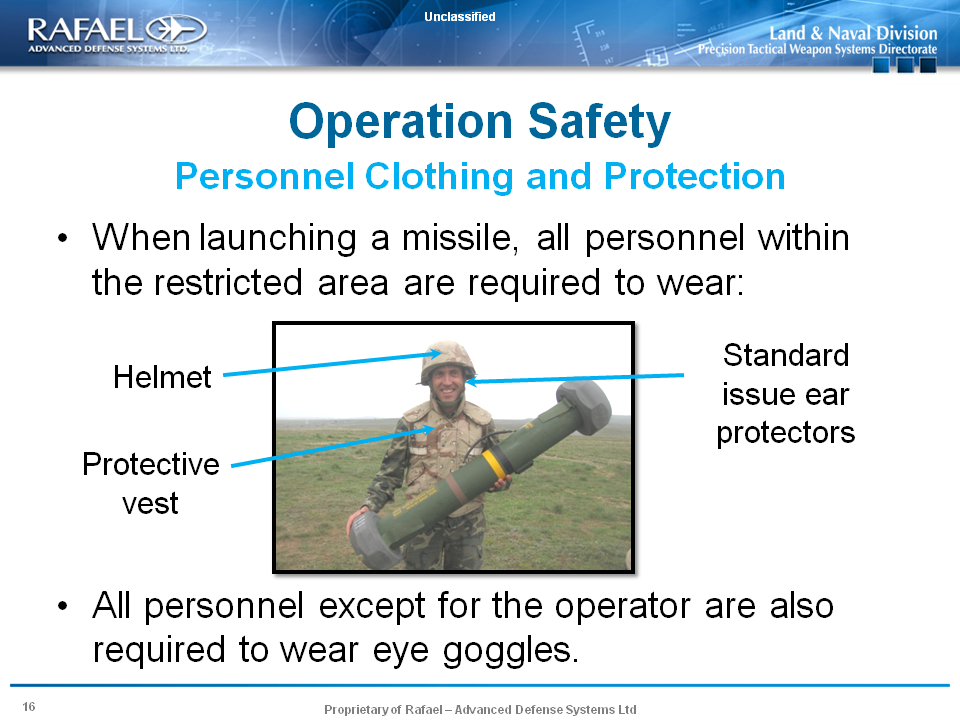 Unclassified
RAFAEL
ADVANCED DEFENSE SYSTEMS LTD.
Land & Naval Division
Precision Tactical Weapon Systems Directorate
Operation Safety
Personnel Clothing and Protection
• When launching a missile, all personnel within
the restricted area are required to wear:
Helmet
Standard
issue ear
protectors
Protective
vest
• All personnel except for the operator are also
required to wear eye goggles.
16
Proprietary of Rafael – Advanced Defense Systems Ltd